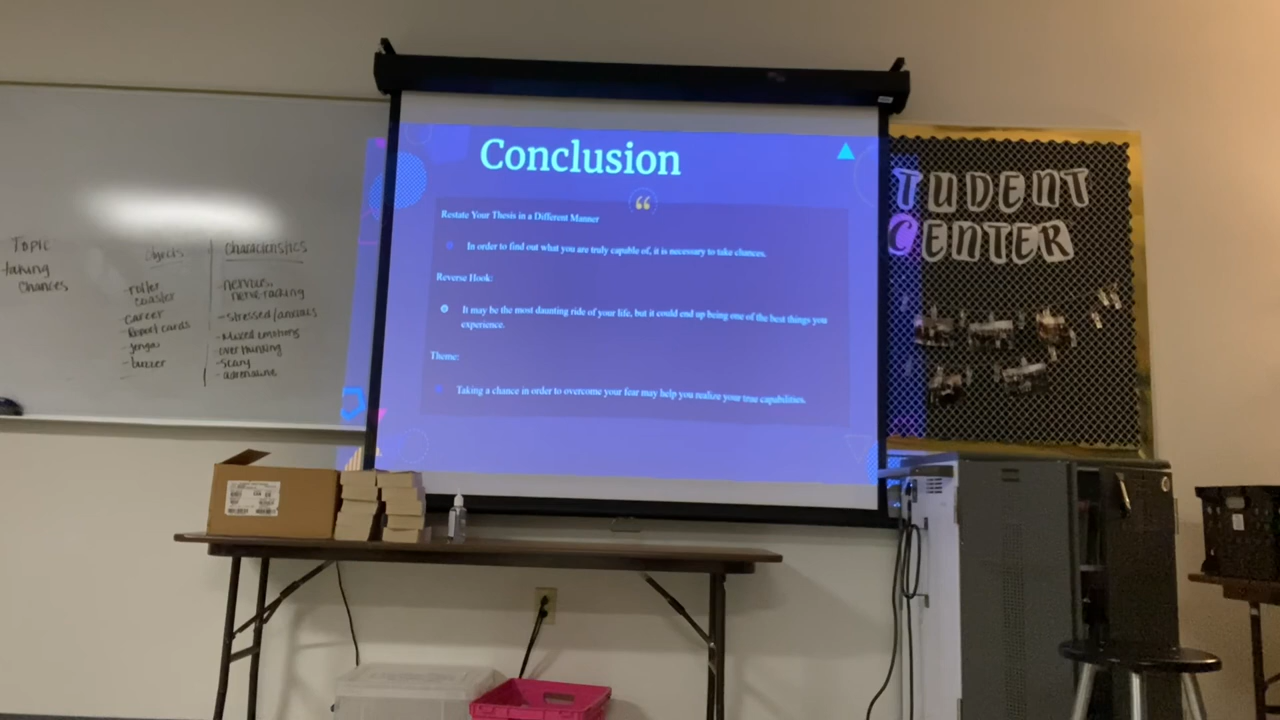 Topic
taking
Chances
Objects
- roller
coaster
- career
- Report cards
- jenga
Characteristics
- nervous,
nerve-racking
- stressed/anxious
- Mixed emotions
- overthinking
- scary
- adrenaline
Conclusion
“
Restate Your Thesis in a Different Manner
In order to find out what you are truly capable of, it is necessary to take chances.
Reverse Hook:
It may be the most daunting ride of your life, but it could end up being one of the best things you
experience.
Theme:
Taking a chance in order to overcome your fear may help you realize your true capabilities.
TUDENT
CENTER